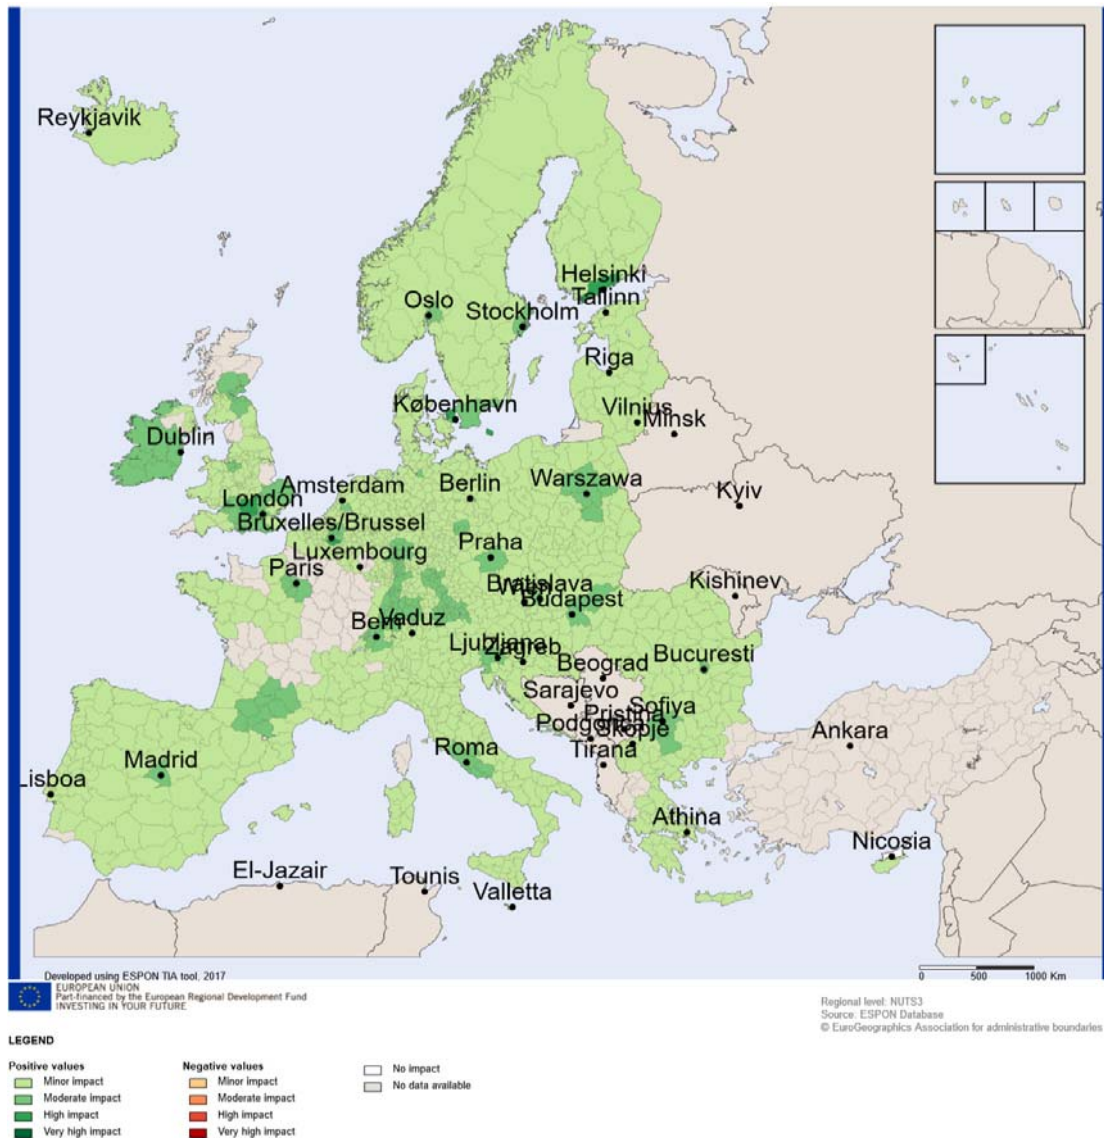 Reykjavik
Helsinki
Tallinn
Oslo
Stockholm
Riga
København
Vilnius
Minsk
Dublin
Amsterdam
Berlin
Warszawa
London
Kyiv
Bruxelles/Brussel
Praha
Luxembourg
Paris
Bratislava
Wien
Kishinev
Budapest
Bern
Vaduz
Ljubljana
Zagreb
Beograd
Bucuresti
Sarajevo
Pristina
Sofiya
Podgorica
Skopje
Ankara
Roma
Tirana
Madrid
Lisboa
Athina
Nicosia
El-Jazair
Tounis
Valletta
Developed using ESPON TIA tool, 2017
0 500 1000 Km
EUROPEAN UNION
Part-financed by the European Regional Development Fund
INVESTING IN YOUR FUTURE
Regional level: NUTS3
Source: ESPON Database
© EuroGeographics Association for administrative boundaries
LEGEND
Positive values
Minor impact
Moderate impact
High impact
Very high impact
Negative values
Minor impact
Moderate impact
High impact
Very high impact
No impact
No data available